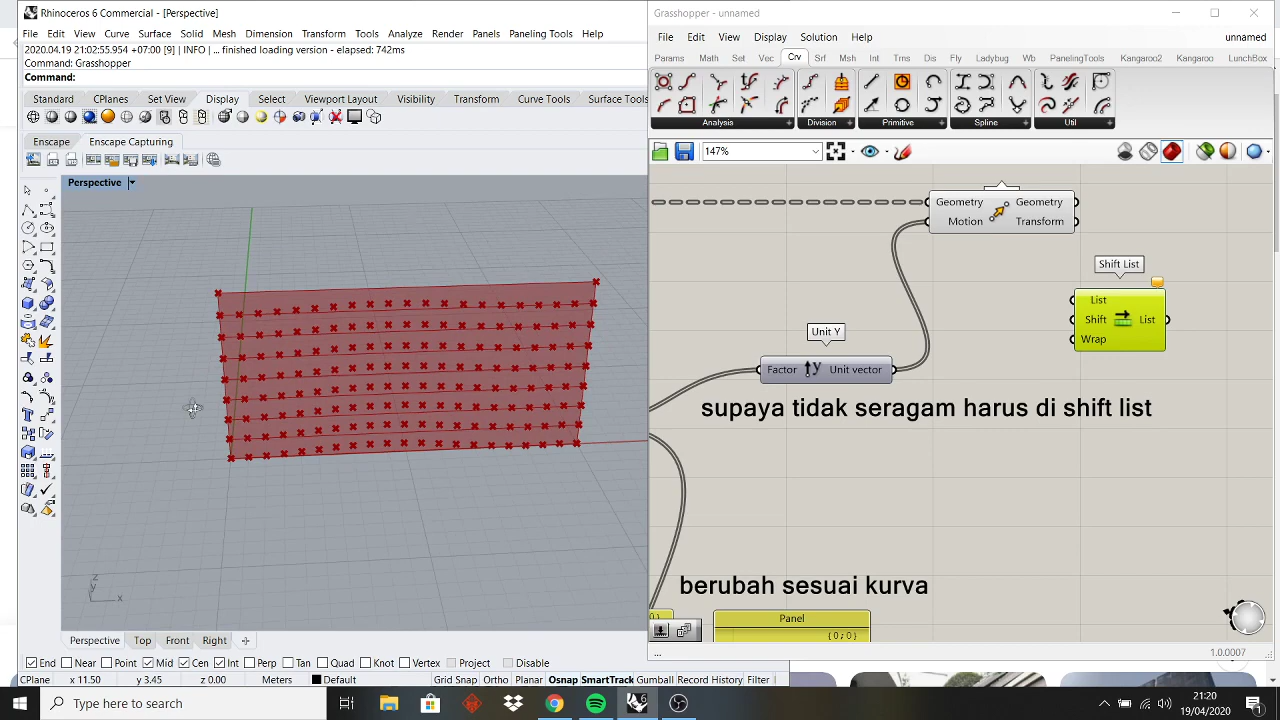 Rhinoceros 6 Commercial - [Perspective]
File Edit View Curve Surface Solid Mesh Dimension Transform Tools Analyze Render Panels Paneling Tools Help
2020.04.19 21:02:55.954 +07:00 [9] | INFO | ... finished loading version - elapsed: 742ms
Command: Grasshopper
Command:
Standard CPlanes Set View Display Select Viewport Layout Visibility Transform Curve Tools Surface Tools
Escape Escape Capturing
Perspective
z
y
x
Perspective Top Front Right
End Near Point Mid Cen Int Perp Tan Quad Knot Vertex Project Disable
CPlane x 11.50 y 3.45 z 0.00 Meters Default Grid Snap Ortho Planar Osnap SmartTrack Gumball Record History Filter
Grasshopper - unnamed
File Edit View Display Solution Help unnamed
Params Math Set Vec Crv Srf Msh Int Trns Dis Fly Ladybug Wb PanelingTools Kangaroo2 Kangaroo LunchBox
Analysis Division Primitive Spline Util
147%
Geometry Geometry
Motion Transform
Shift List
List
Shift List
Wrap
Unit Y
Factor y Unit vector
supaya tidak seragam harus di shift list
berubah sesuai kurva
Panel
{0;0}
...
1.0.0007
Type here to search
21:20
19/04/2020